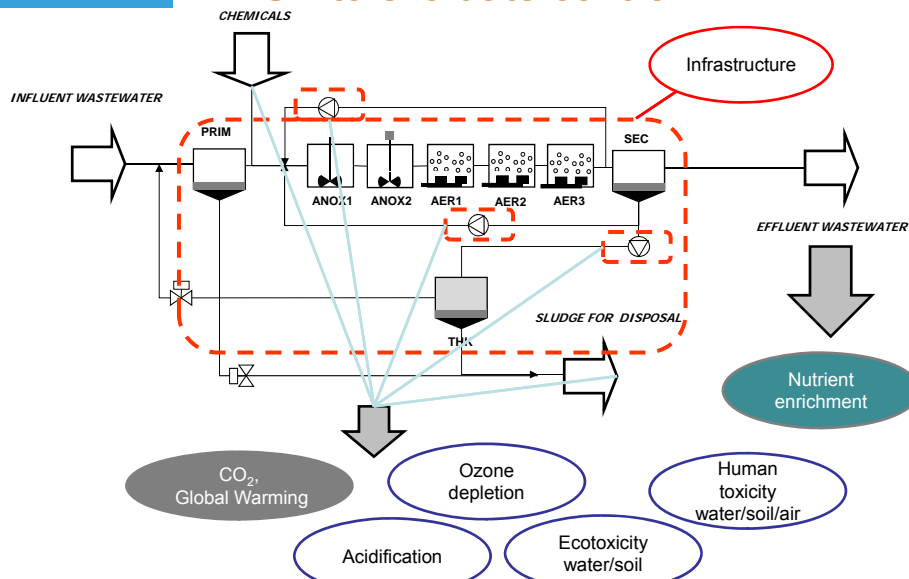 CHEMICALS
Infrastructure
INFLUENT WASTEWATER
PRIM
SEC
ANOX1
ANOX2
AER1
AER2
AER3
EFFLUENT WASTEWATER
SLUDGE FOR DISPOSAL
THK
Nutrient
enrichment
CO2,
Global Warming
Ozone
depletion
Human
toxicity
water/soil/air
Acidification
Ecotoxicity
water/soil